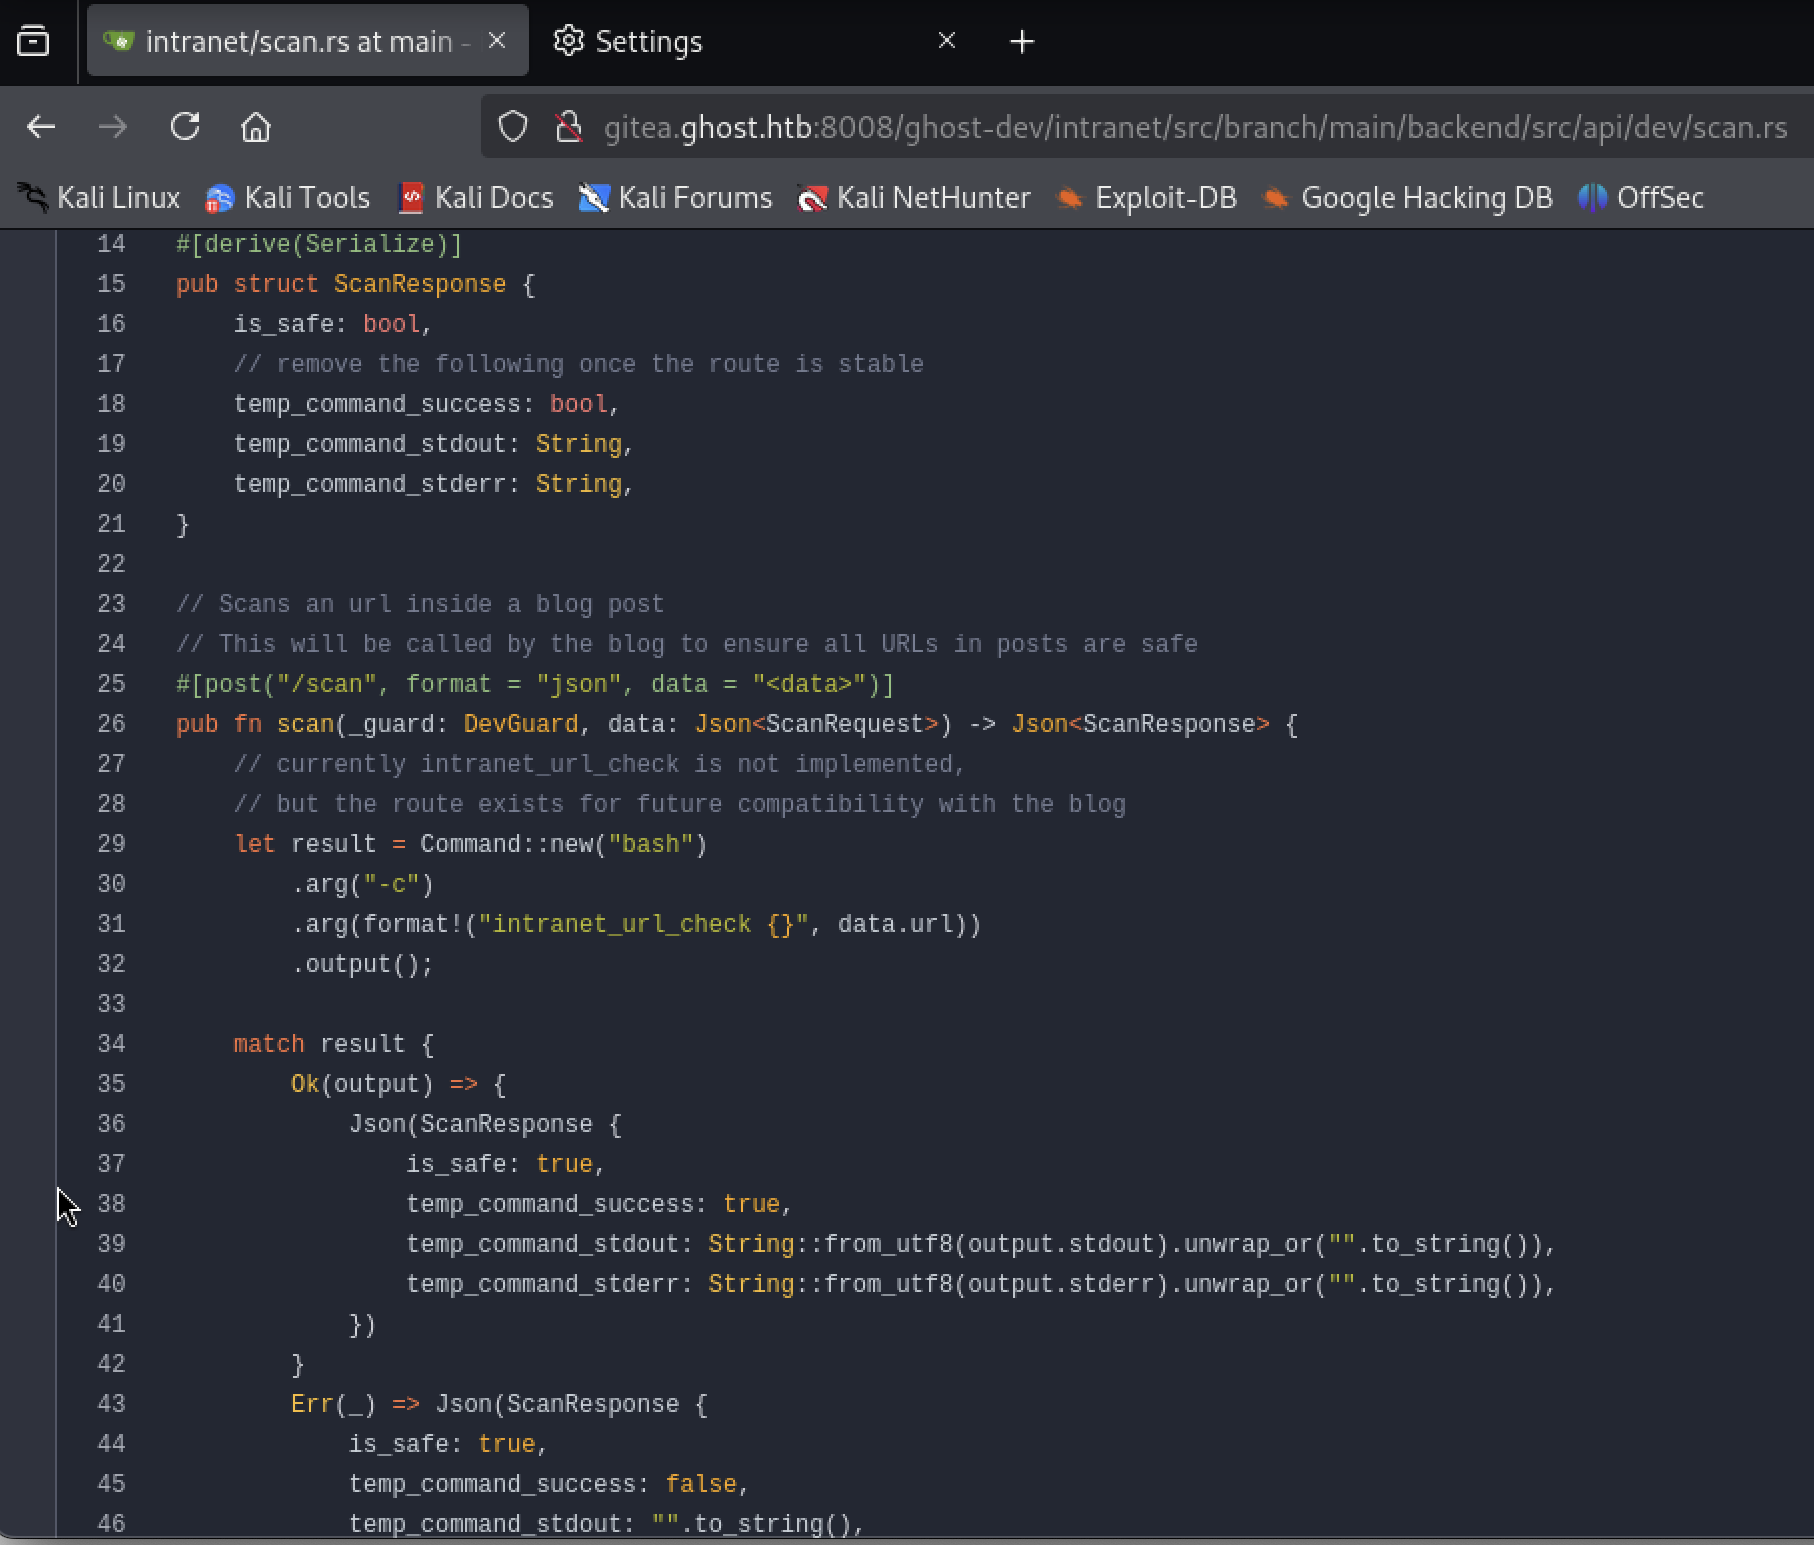 intranet/scan.rs at main -
Settings
gitea.ghost.htb:8008/ghost-dev/intranet/src/branch/main/backend/src/api/dev/scan.rs
Kali Linux Kali Tools Kali Docs Kali Forums Kali NetHunter Exploit-DB Google Hacking DB OffSec
14 #[derive(Serialize)]
15 pub struct ScanResponse {
16     is_safe: bool,
17     // remove the following once the route is stable
18     temp_command_success: bool,
19     temp_command_stdout: String,
20     temp_command_stderr: String,
21 }
22
23 // Scans an url inside a blog post
24 // This will be called by the blog to ensure all URLs in posts are safe
25 #[post("/scan", format = "json", data = "<data>")]
26 pub fn scan(_guard: DevGuard, data: Json<ScanRequest>) -> Json<ScanResponse> {
27     // currently intranet_url_check is not implemented,
28     // but the route exists for future compatibility with the blog
29     let result = Command::new("bash")
30         .arg("-c")
31         .arg(format!("intranet_url_check {}", data.url))
32         .output();
33
34     match result {
35         Ok(output) => {
36             Json(ScanResponse {
37                 is_safe: true,
38                 temp_command_success: true,
39                 temp_command_stdout: String::from_utf8(output.stdout).unwrap_or("".to_string()),
40                 temp_command_stderr: String::from_utf8(output.stderr).unwrap_or("".to_string()),
41             })
42         }
43         Err(_) => Json(ScanResponse {
44             is_safe: true,
45             temp_command_success: false,
46             temp_command_stdout: "".to_string(),